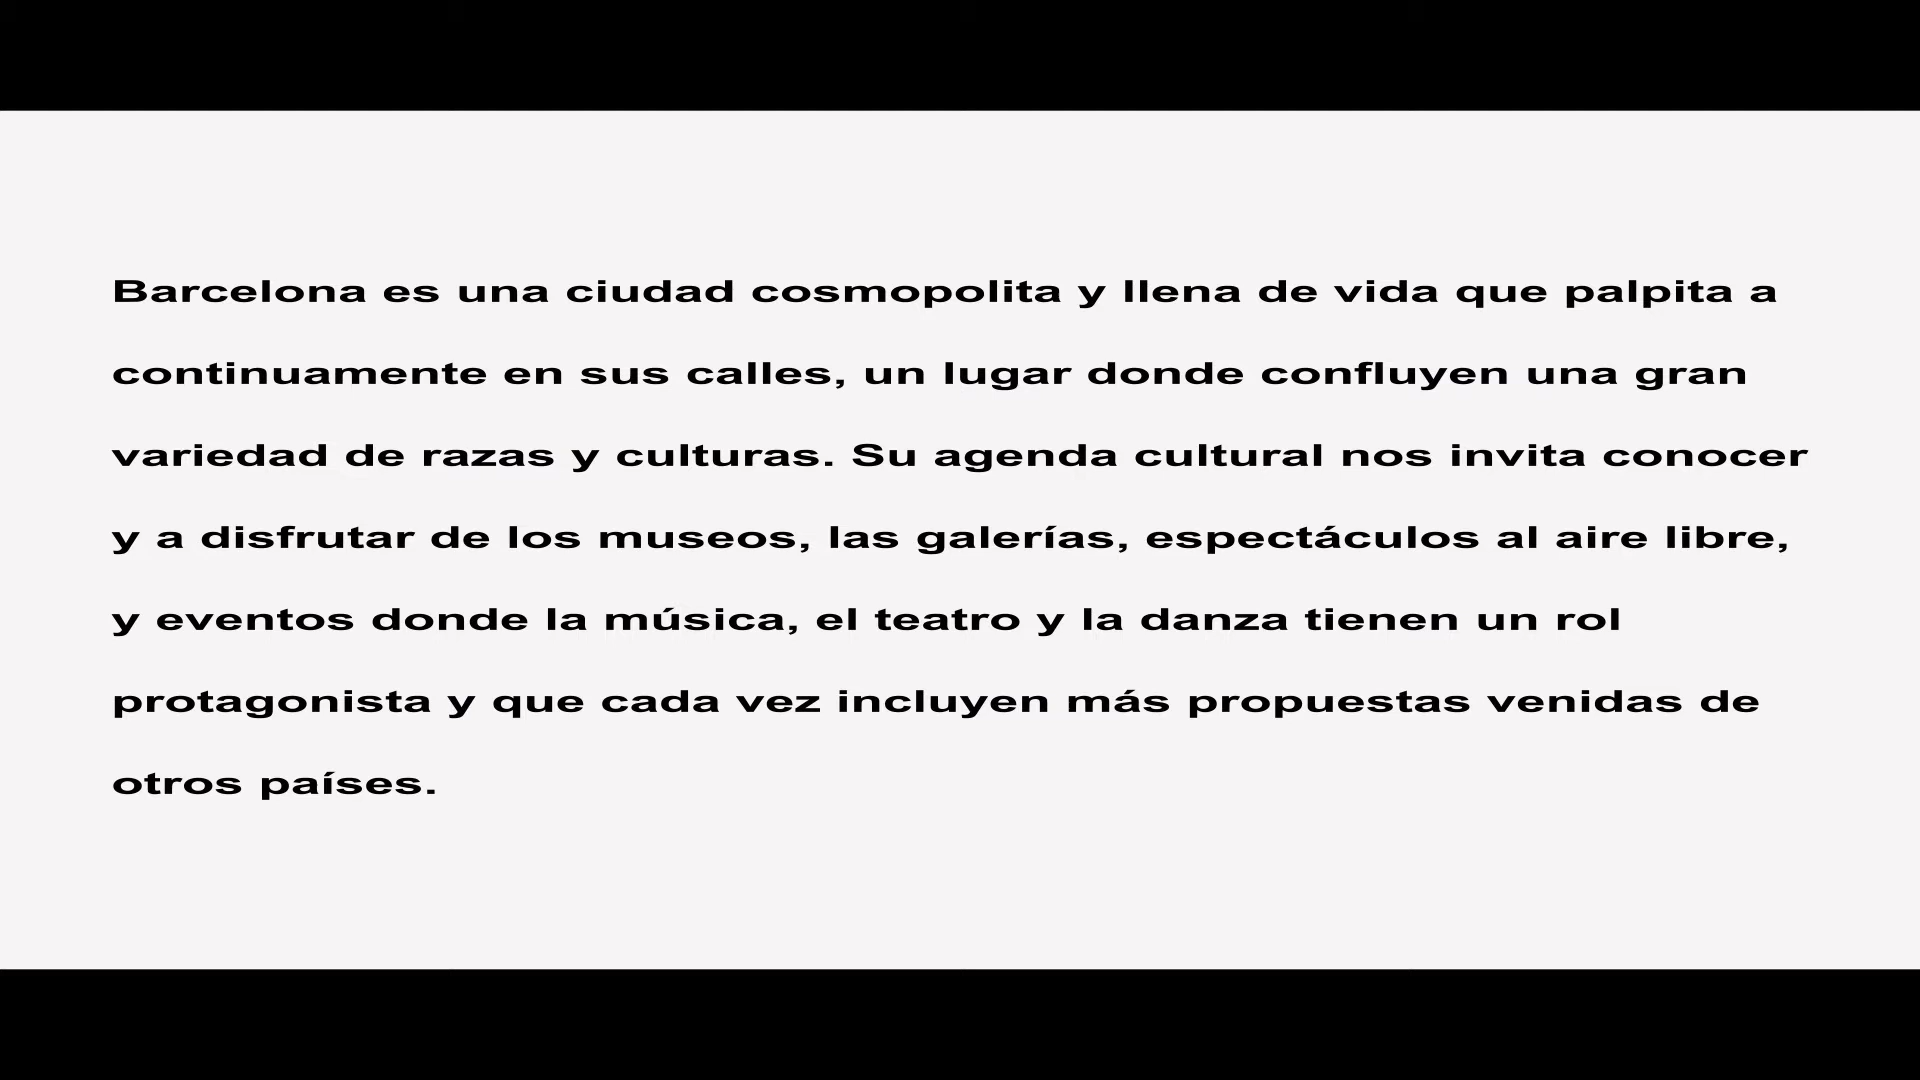 Barcelona es una ciudad cosmopolita y llena de vida que palpita a
continuamente en sus calles, un lugar donde confluyen una gran
variedad de razas y culturas. Su agenda cultural nos invita conocer
y a disfrutar de los museos, las galerías, espectáculos al aire libre,
y eventos donde la música, el teatro y la danza tienen un rol
protagonista y que cada vez incluyen más propuestas venidas de
otros países.